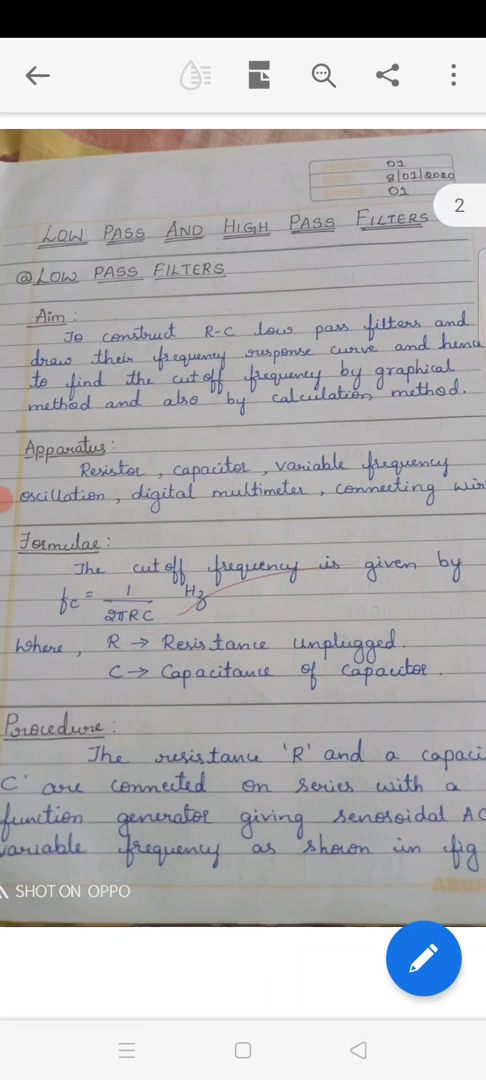 01
8/01/2020
01
2
LOW PASS AND HIGH PASS FILTERS
@ LOW PASS FILTERS
Aim :
To construct R-C low pass filters and
draw their frequency response curve and hence
to find the cut off frequency by graphical
method and also by calculation method.
Apparatus :
Resistor , capacitor , variable frequency
oscillation , digital multimeter , connecting wir
Formulae :
The cut off frequency is given by
fc = 1 / 2πRC Hz
where , R → Resistance unplugged.
C → Capacitance of capacitor .
Procedure :
The resistance 'R' and a capaci
C' are connected on series with a
function generator giving senosoidal AC
variable frequency as shown in fig
SHOT ON OPPO